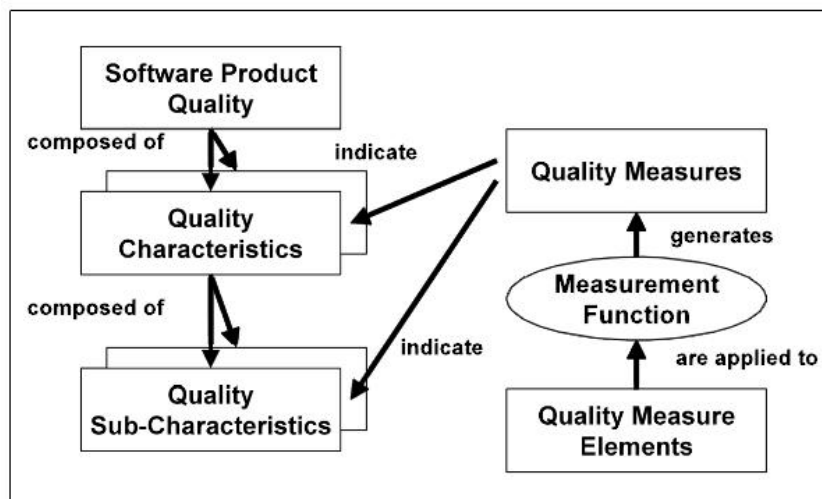 Software Product
Quality
composed of
indicate
Quality Measures
Quality
Characteristics
generates
Measurement
Function
composed of
indicate
are applied to
Quality
Sub-Characteristics
Quality Measure
Elements